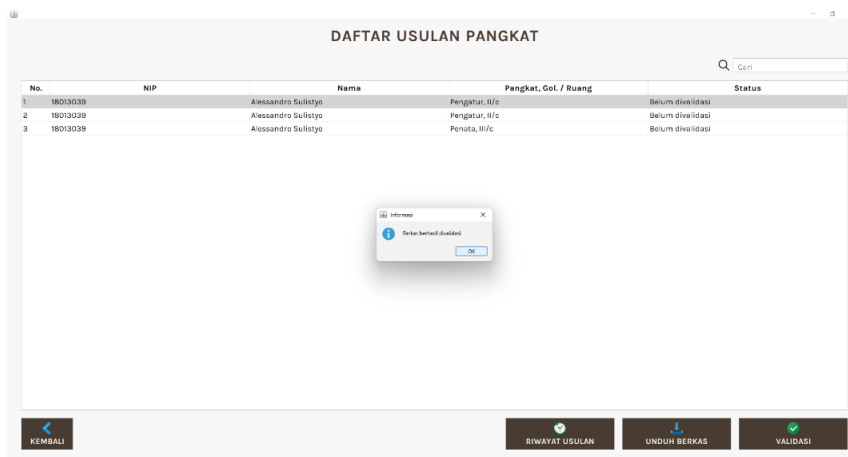 DAFTAR USULAN PANGKAT
Cari
No. NIP Nama Pangkat, Gol. / Ruang Status
1 18013039 Alessandro Sulistyo Pengatur, II/c Belum divalidasi
2 18013039 Alessandro Sulistyo Pengatur, II/c Belum divalidasi
3 18013039 Alessandro Sulistyo Penata, III/c Belum divalidasi
Informasi
Berkas berhasil divalidasi
OK
KEMBALI RIWAYAT USULAN UNDUH BERKAS VALIDASI